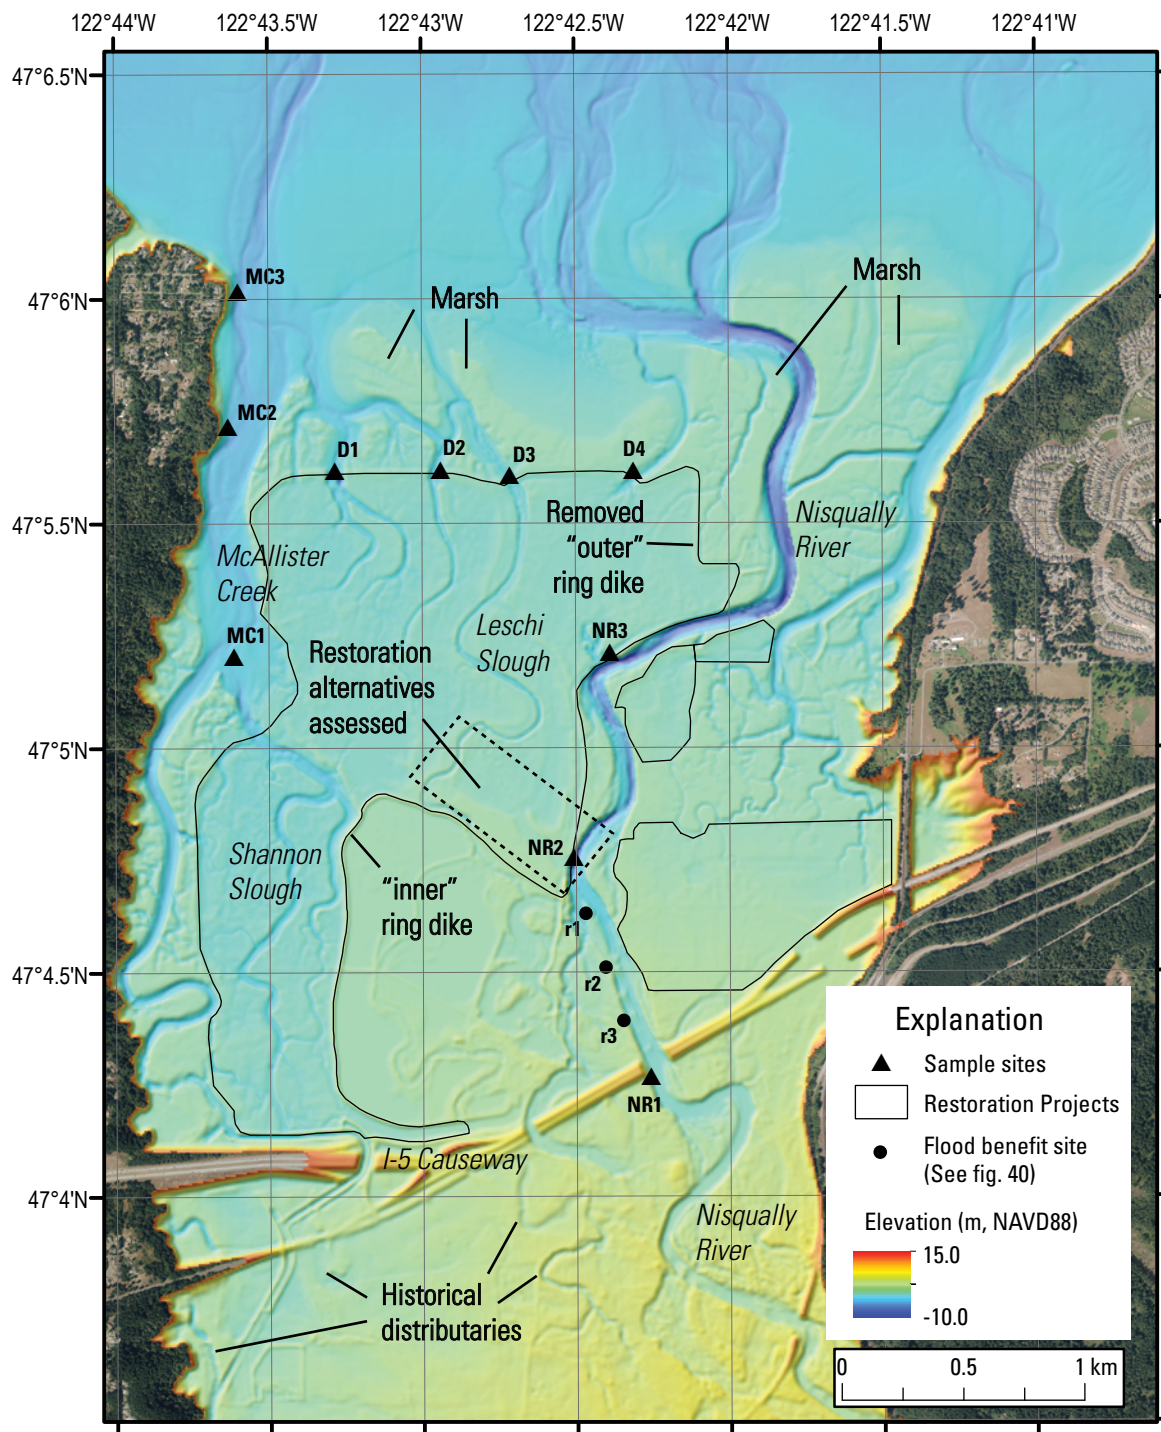 122°44'W 122°43.5'W 122°43'W 122°42.5'W 122°42'W 122°41.5'W 122°41'W
47°6.5'N
47°6'N
47°5.5'N
47°5'N
47°4.5'N
47°4'N
MC3
Marsh
Marsh
MC2
D1
D2
D3
D4
Removed
“outer”
ring dike
Nisqually
River
McAllister
Creek
MC1
Leschi
Slough
NR3
Restoration
alternatives
assessed
NR2
Shannon
Slough
“inner”
ring dike
r1
r2
r3
NR1
I-5 Causeway
Nisqually
River
Historical
distributaries
Explanation
Sample sites
Restoration Projects
Flood benefit site
(See fig. 40)
Elevation (m, NAVD88)
15.0
-10.0
0 0.5 1 km